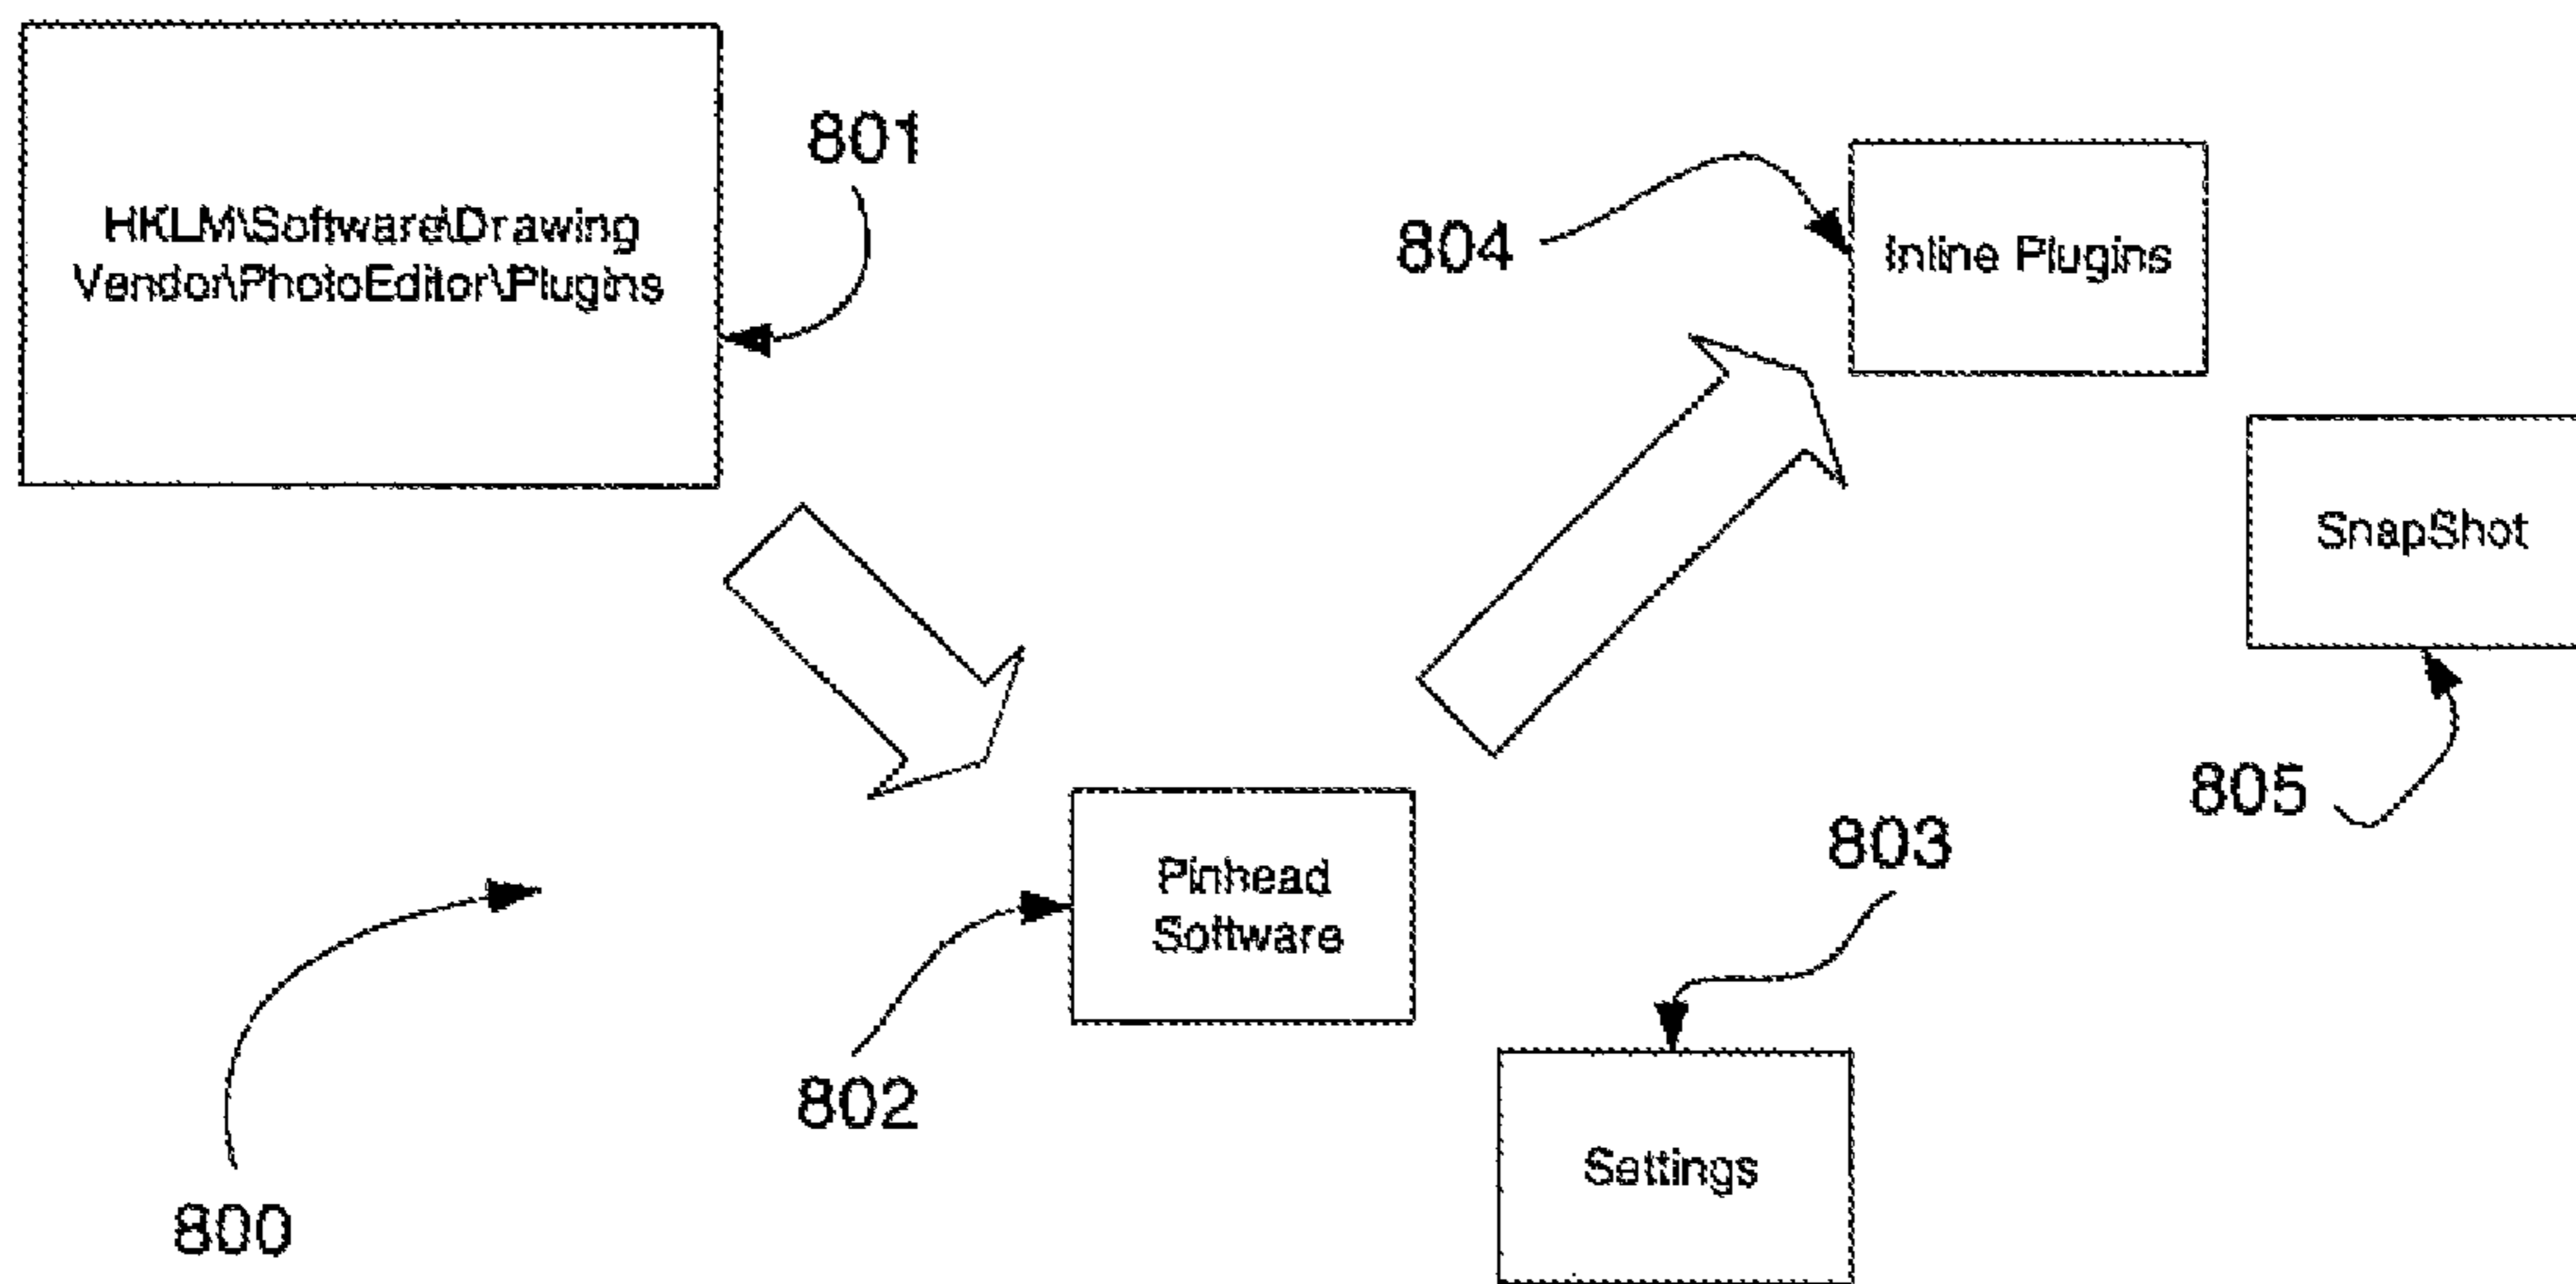 801
HKLM\Software\Drawing
Vendor\PhotoEditor\Plugins
804
Inline Plugins
SnapShot
805
803
Pinhead
Software
802
Settings
800